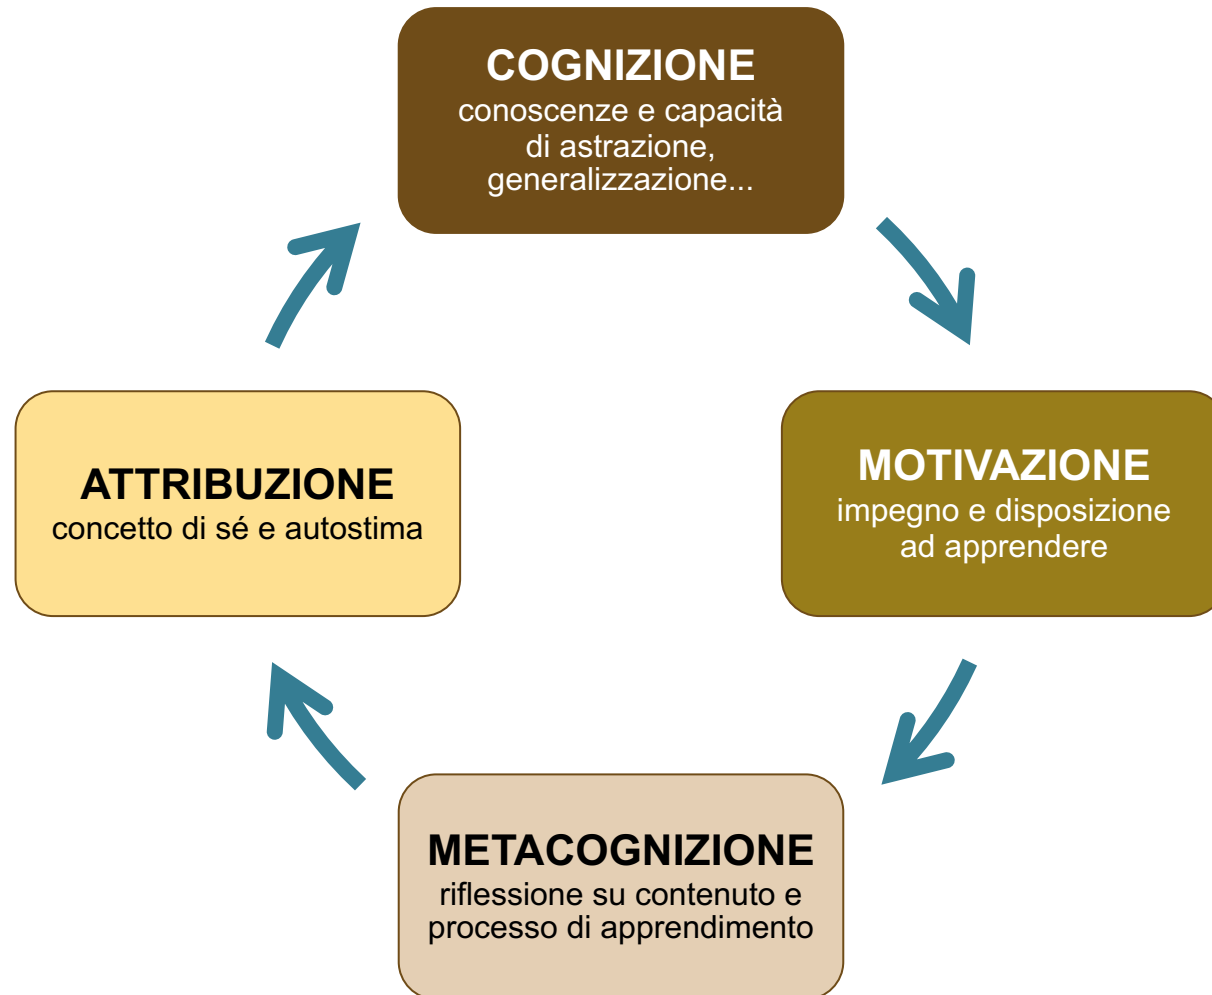 COGNIZIONE
conoscenze e capacità
di astrazione,
generalizzazione...
MOTIVAZIONE
impegno e disposizione
ad apprendere
METACOGNIZIONE
riflessione su contenuto e
processo di apprendimento
ATTRIBUZIONE
concetto di sé e autostima